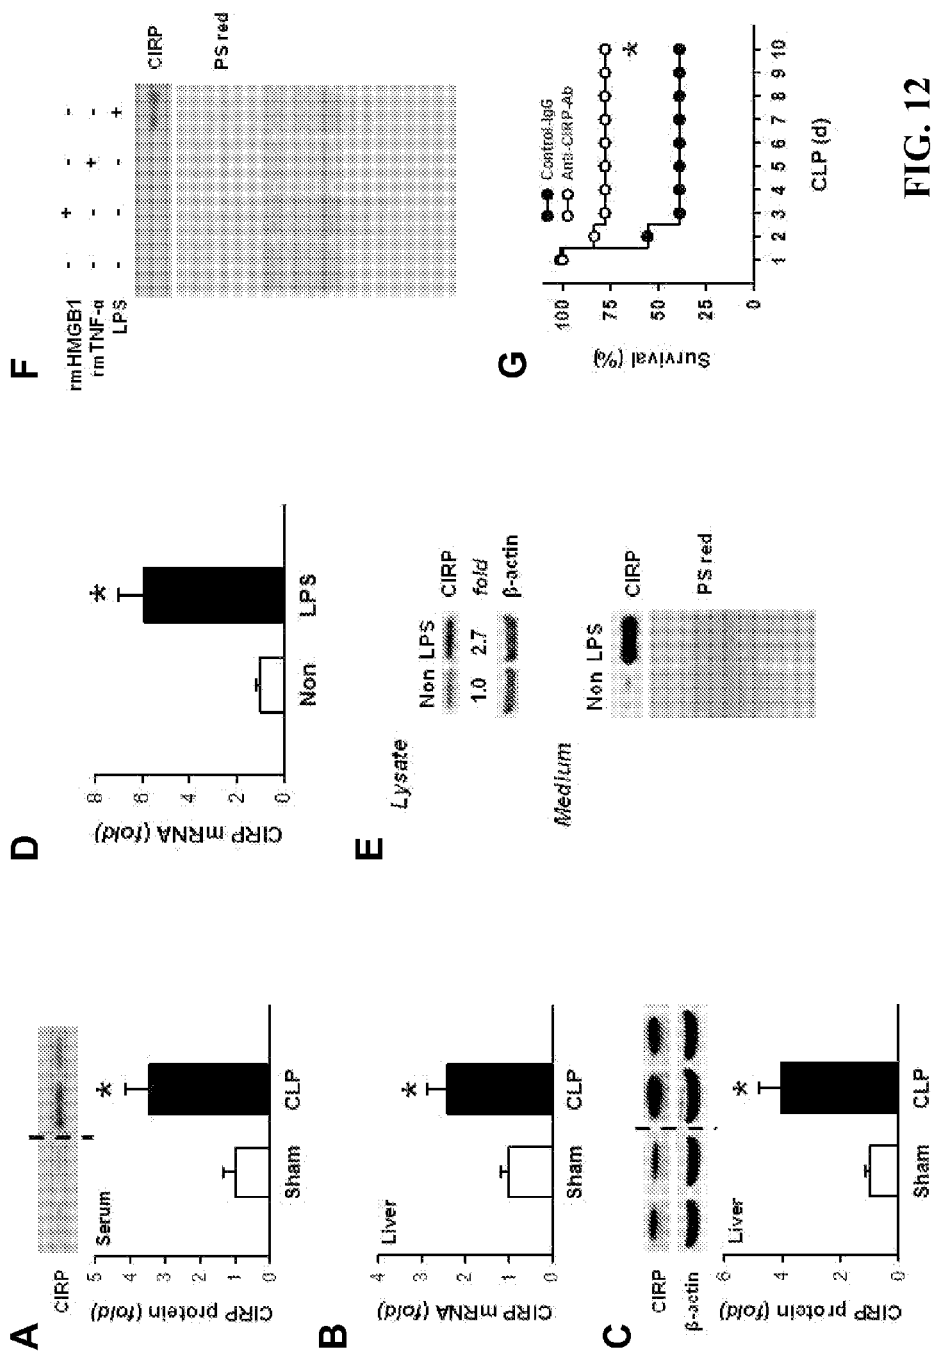 A
CIRP
Serum
CIRP protein (fold)
5
4
3
2
1
0
*
Sham
CLP
B
Liver
CIRP mRNA (fold)
4
3
2
1
0
*
Sham
CLP
C
CIRP
β-actin
Liver
CIRP protein (fold)
6
4
2
0
*
Sham
CLP
D
CIRP mRNA (fold)
8
6
4
2
0
*
Non
LPS
E
Lysate
Non LPS
CIRP
1.0 2.7 fold
β-actin
Medium
Non LPS
CIRP
PS red
F
rmHMGB1 - + - -
rmTNF-α - - + -
LPS - - - +
CIRP
PS red
G
Control-IgG
Anti-CIRP-Ab
Survival (%)
100
75
50
25
0
*
1 2 3 4 5 6 7 8 9 10
CLP (d)
FIG. 12